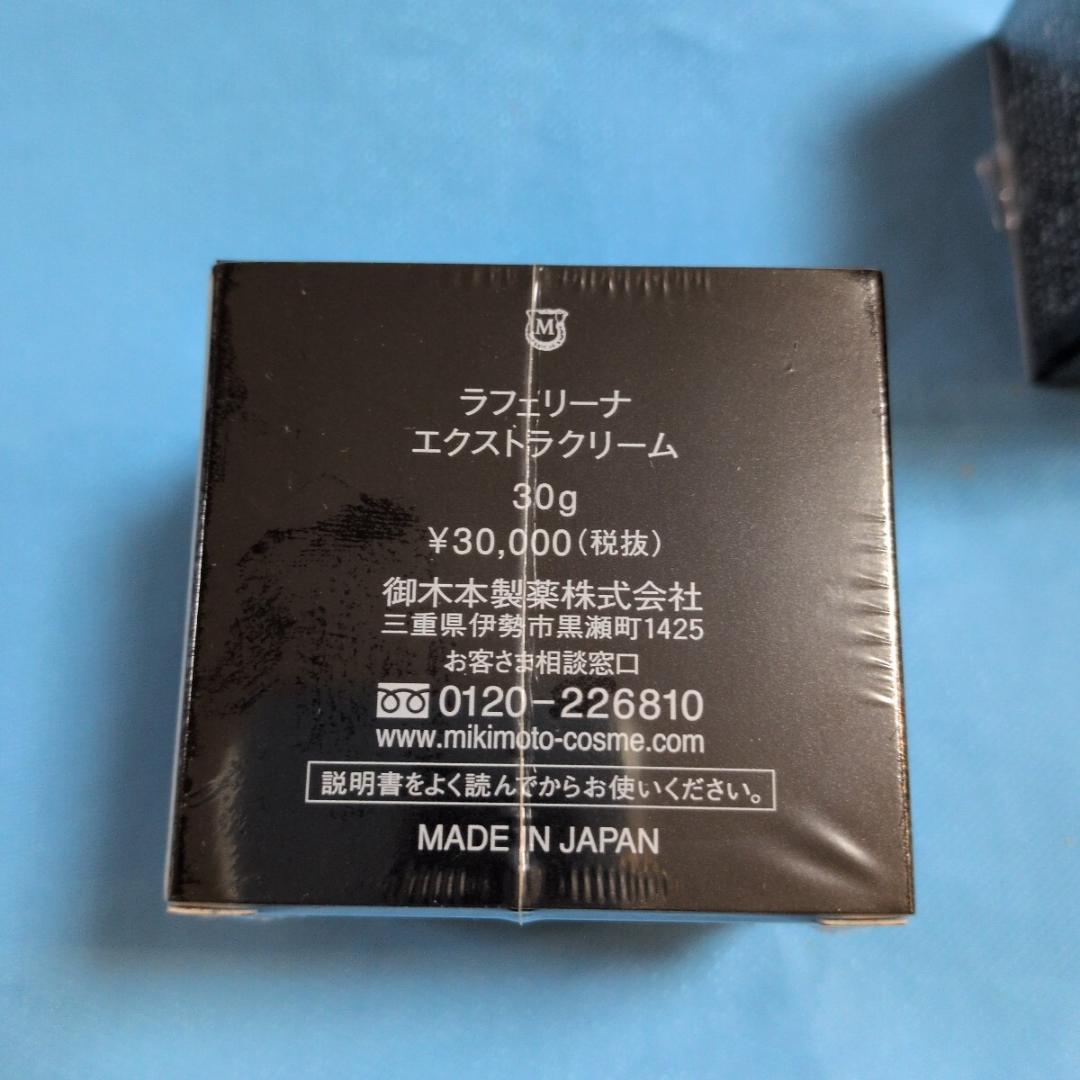 M
ラフェリーナ
エクストラクリーム
30g
￥30,000（税抜）
御木本製薬株式会社
三重県伊勢市黒瀬町1425
お客さま相談窓口
0120-226810
www.mikimoto-cosme.com
説明書をよく読んでからお使いください。
MADE IN JAPAN